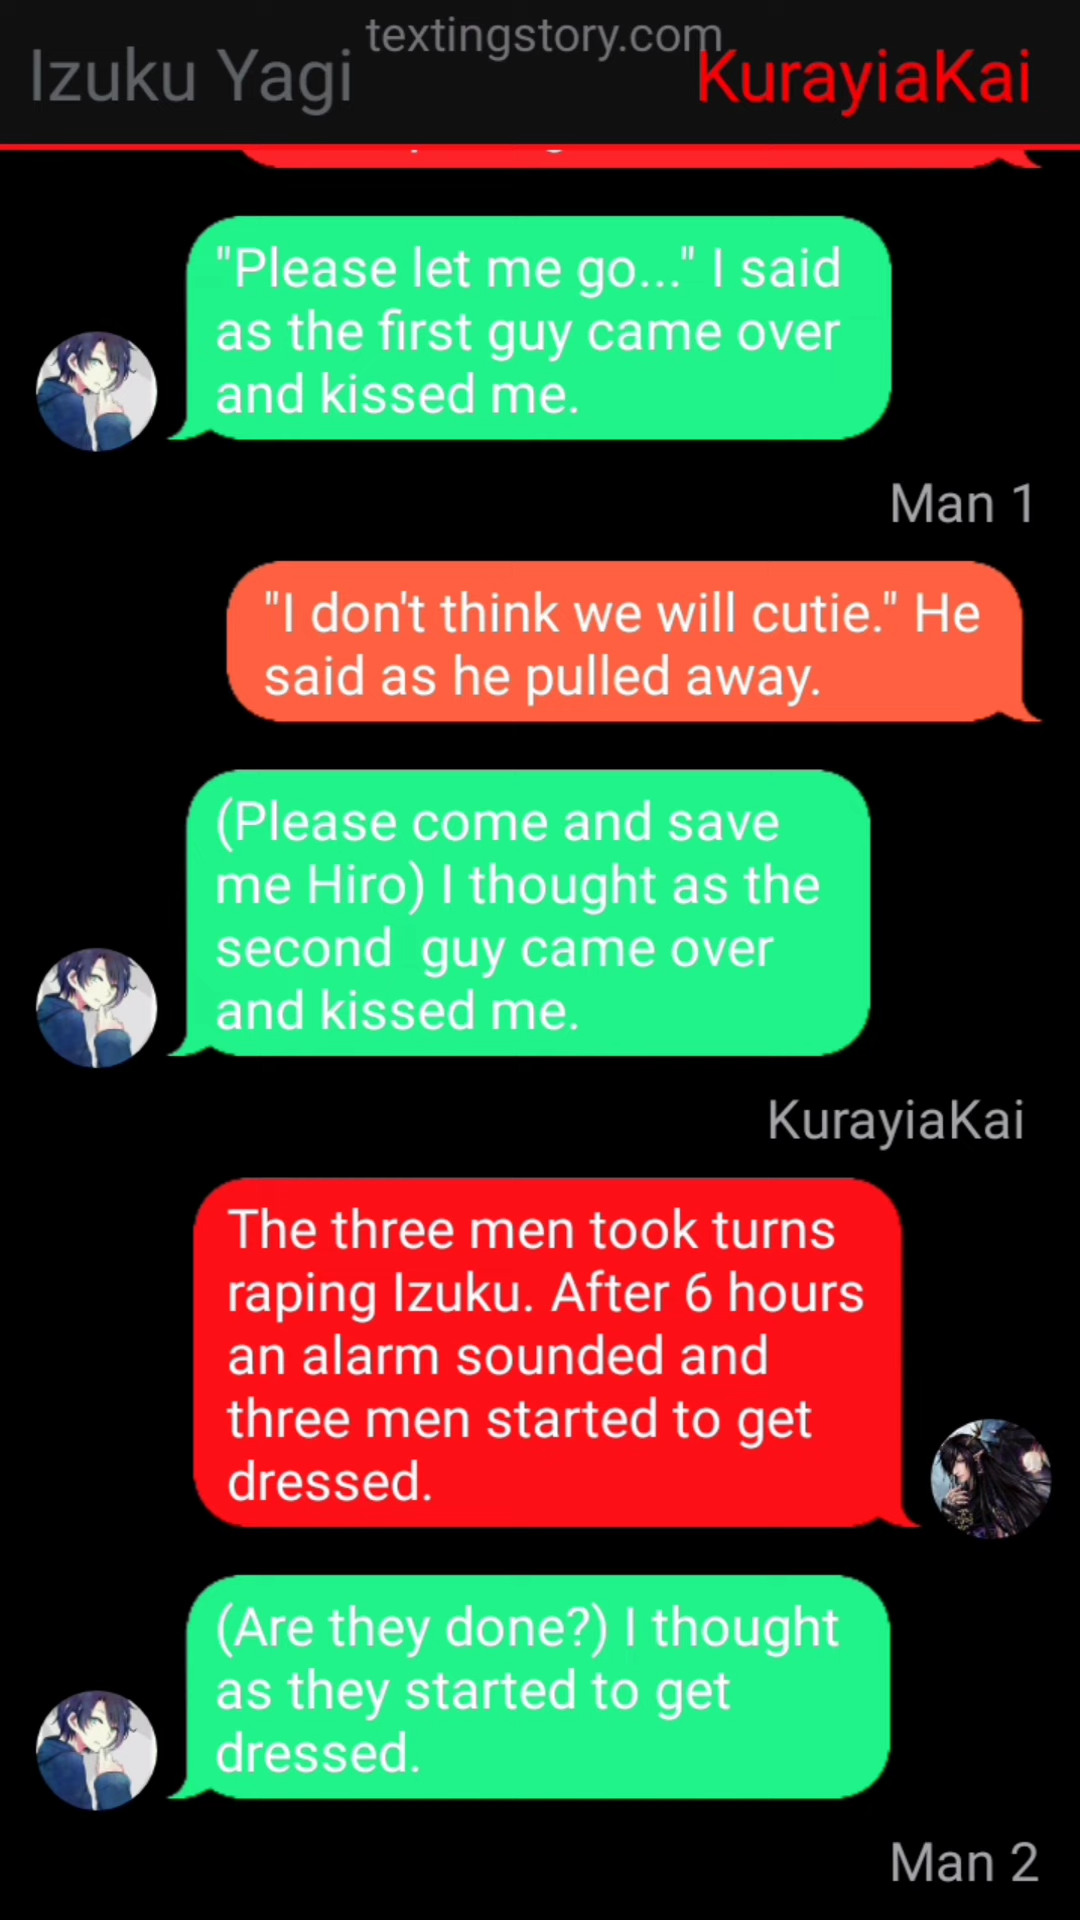 textingstory.com
Izuku Yagi
KurayiaKai
"Please let me go..." I said
as the first guy came over
and kissed me.
Man 1
"I don't think we will cutie." He
said as he pulled away.
(Please come and save
me Hiro) I thought as the
second guy came over
and kissed me.
KurayiaKai
The three men took turns
raping Izuku. After 6 hours
an alarm sounded and
three men started to get
dressed.
(Are they done?) I thought
as they started to get
dressed.
Man 2